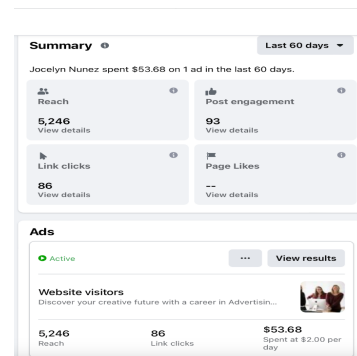 Summary
Last 60 days
Jocelyn Nunez spent $53.68 on 1 ad in the last 60 days.
Reach
Post engagement
5,246
93
View details
View details
Link clicks
Page Likes
86
--
View details
View details
Ads
Active
...
View results
Website visitors
Discover your creative future with a career in Advertisin...
5,246
86
$53.68
Reach
Link clicks
Spent at $2.00 per
day